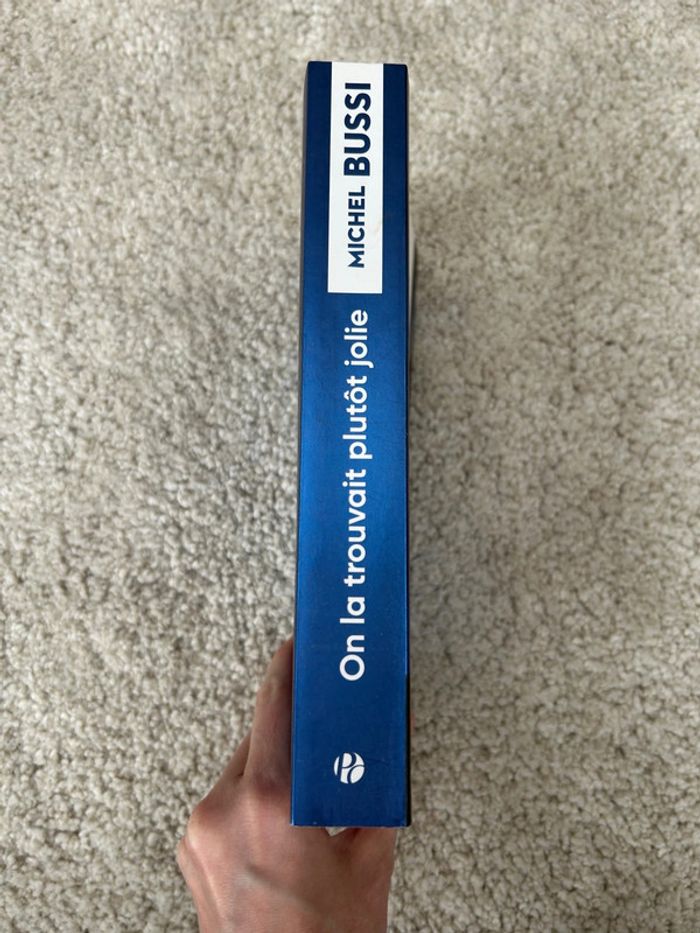 MICHEL BUSSI
On la trouvait plutôt jolie